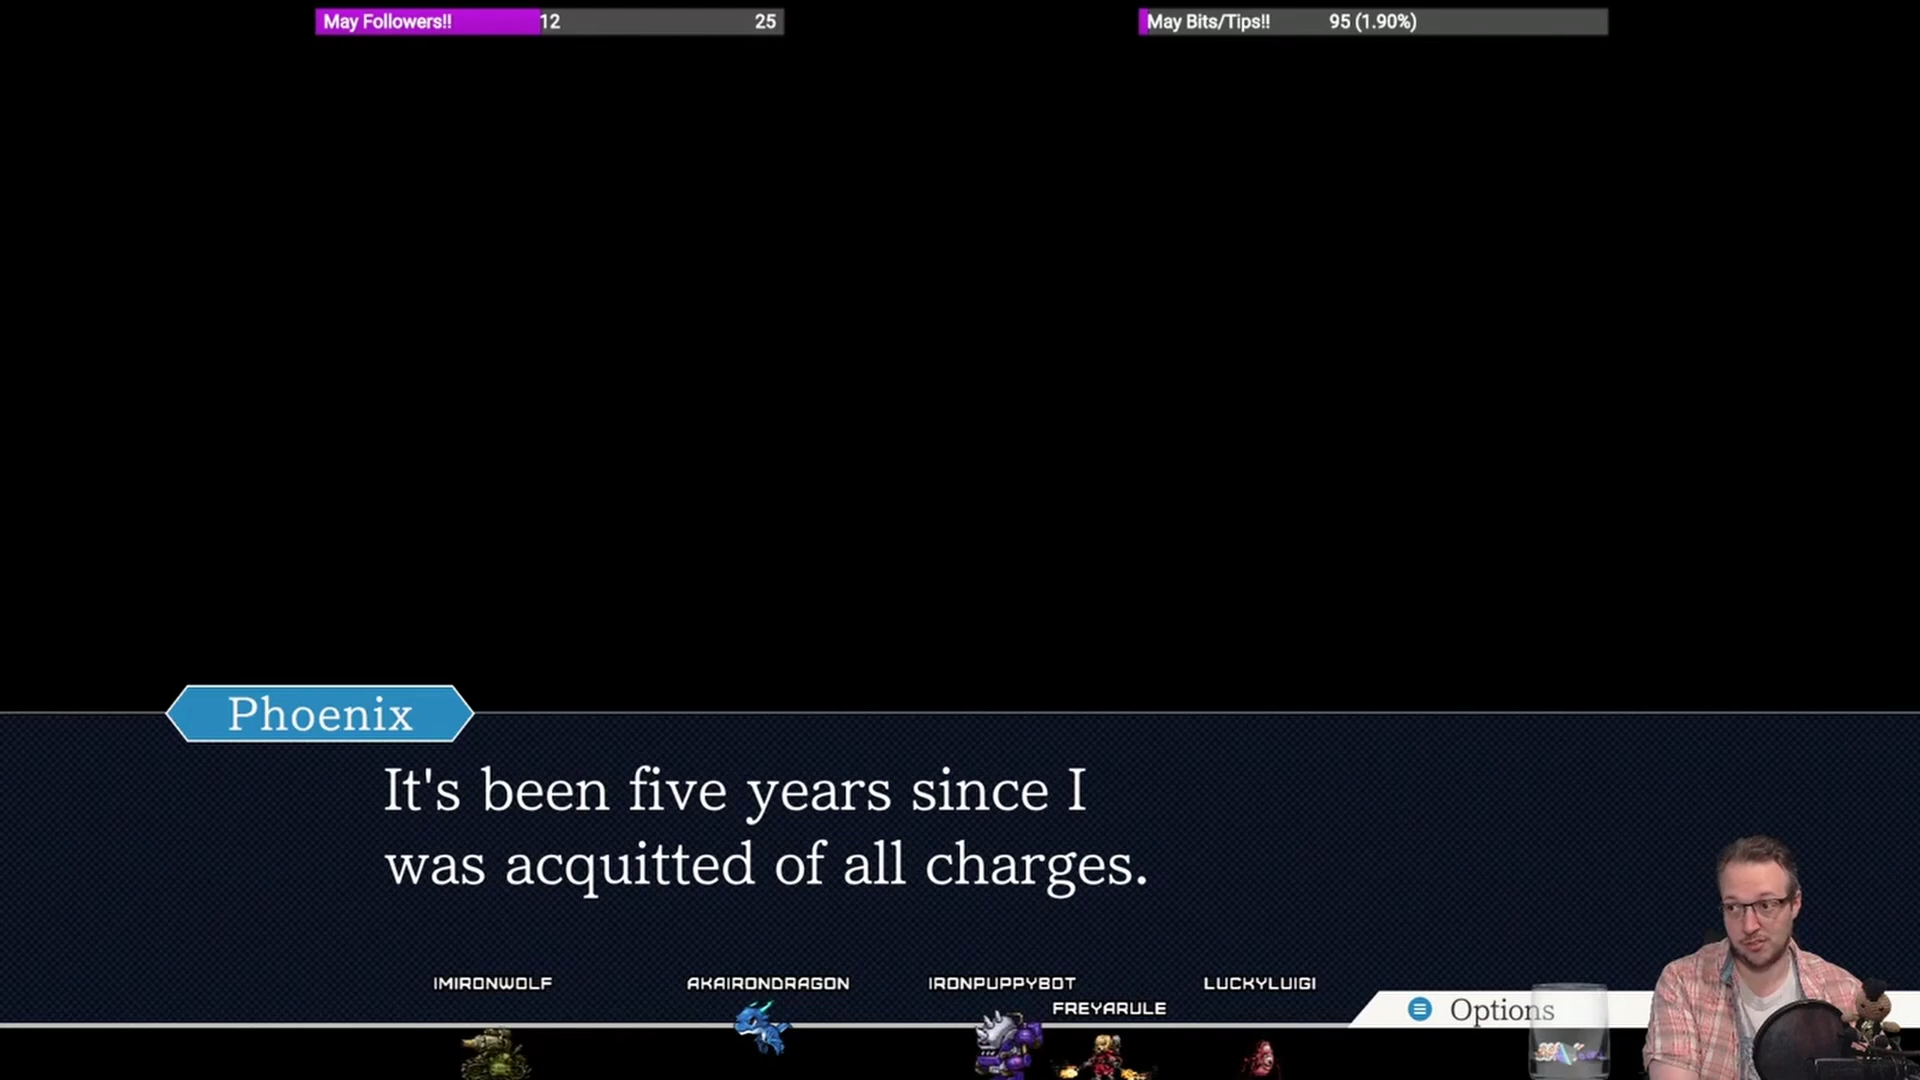 May Followers!! 12 25
May Bits/Tips!! 95 (1.90%)
Phoenix
It's been five years since I
was acquitted of all charges.
IMIRONWOLF
AKAIRONDRAGON
IRONPUPPYBOT
LUCKYLUIGI
FREYARULE
Options